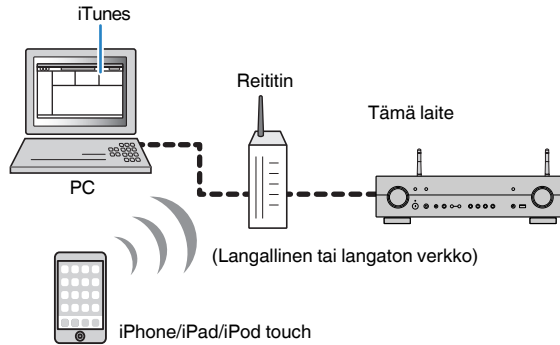 iTunes
Reititin
Tämä laite
PC
(Langallinen tai langaton verkko)
iPhone/iPad/iPod touch